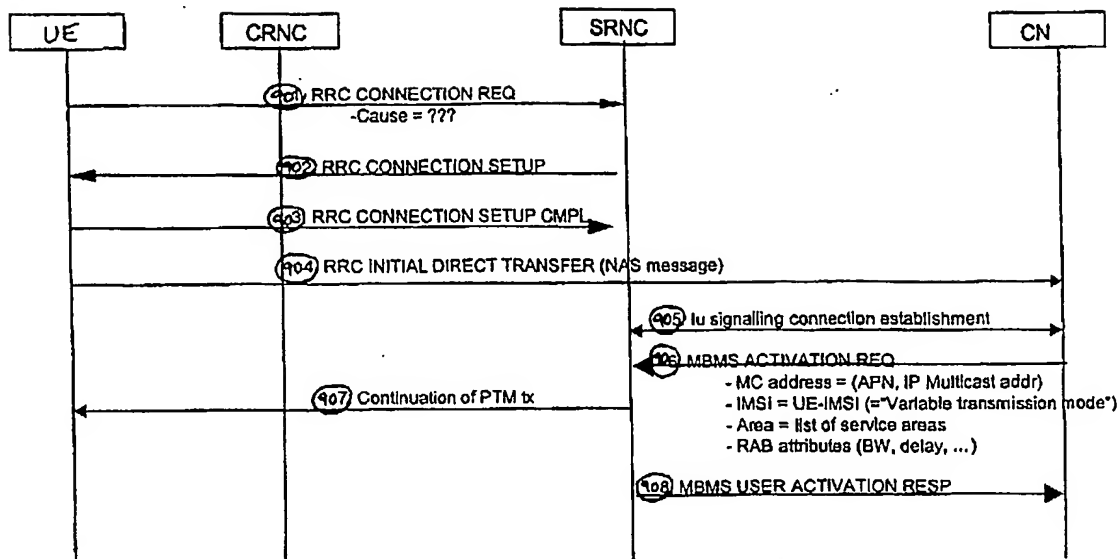 UE
CRNC
SRNC
CN
901 RRC CONNECTION REQ
-Cause = ???
902 RRC CONNECTION SETUP
903 RRC CONNECTION SETUP CMPL
904 RRC INITIAL DIRECT TRANSFER (NAS message)
905 Iu signalling connection establishment
906 MBMS ACTIVATION REQ
- MC address = (APN, IP Multicast addr)
- IMSI = UE-IMSI (="Variable transmission mode")
- Area = list of service areas
- RAB attributes (BW, delay, ...)
907 Continuation of PTM tx
908 MBMS USER ACTIVATION RESP